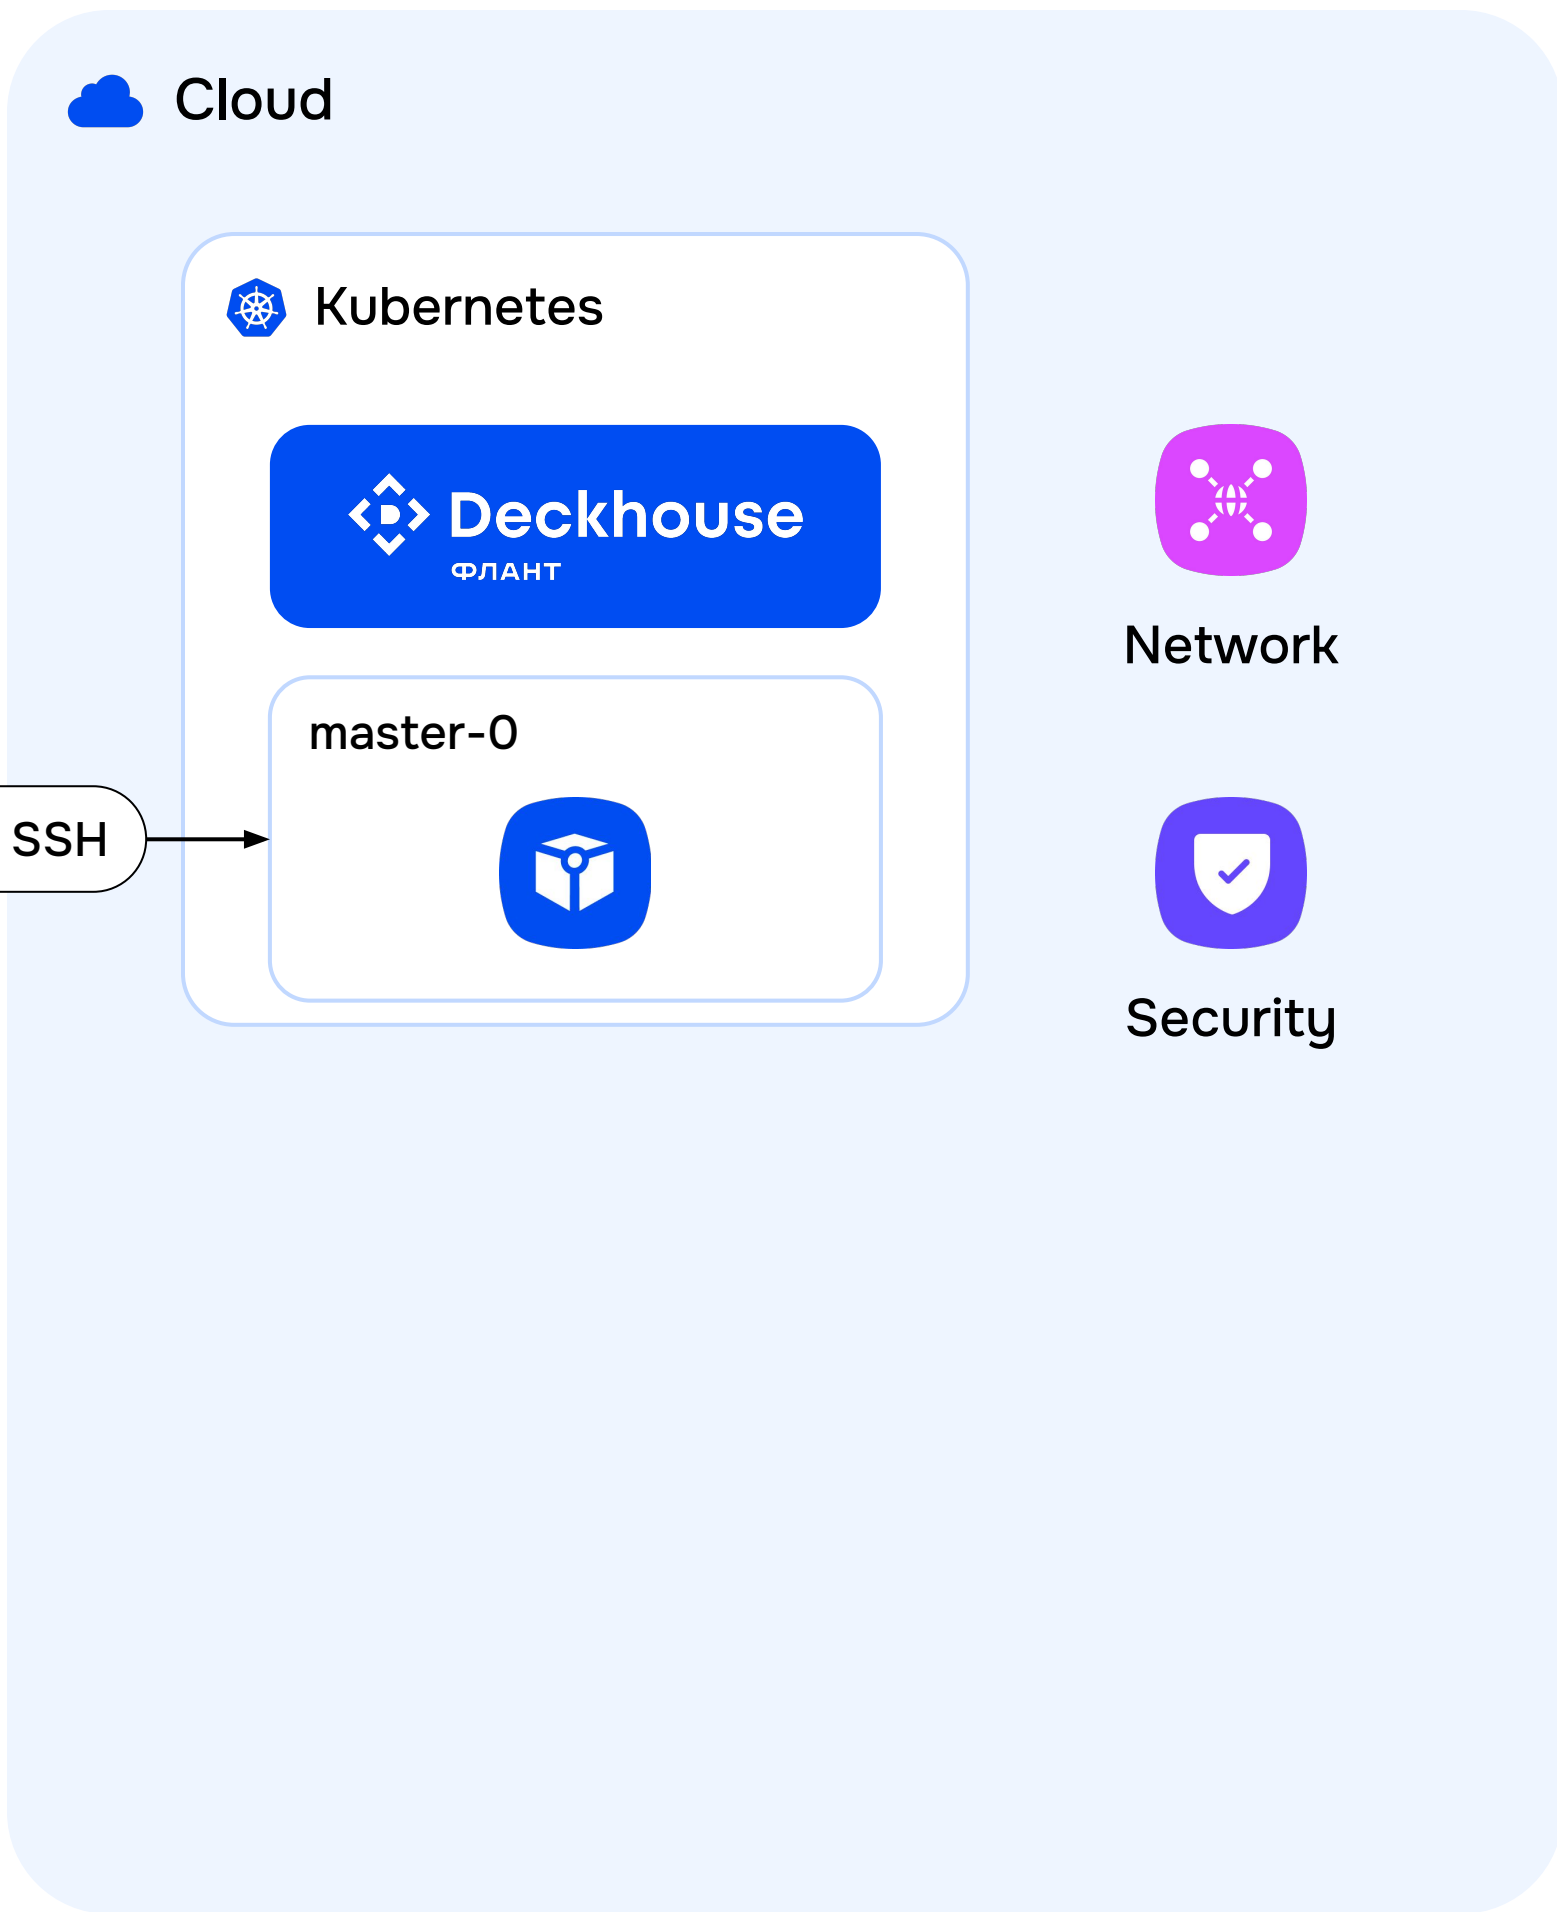 Cloud
Kubernetes
Deckhouse
ФЛАНТ
master-0
SSH
Network
Security